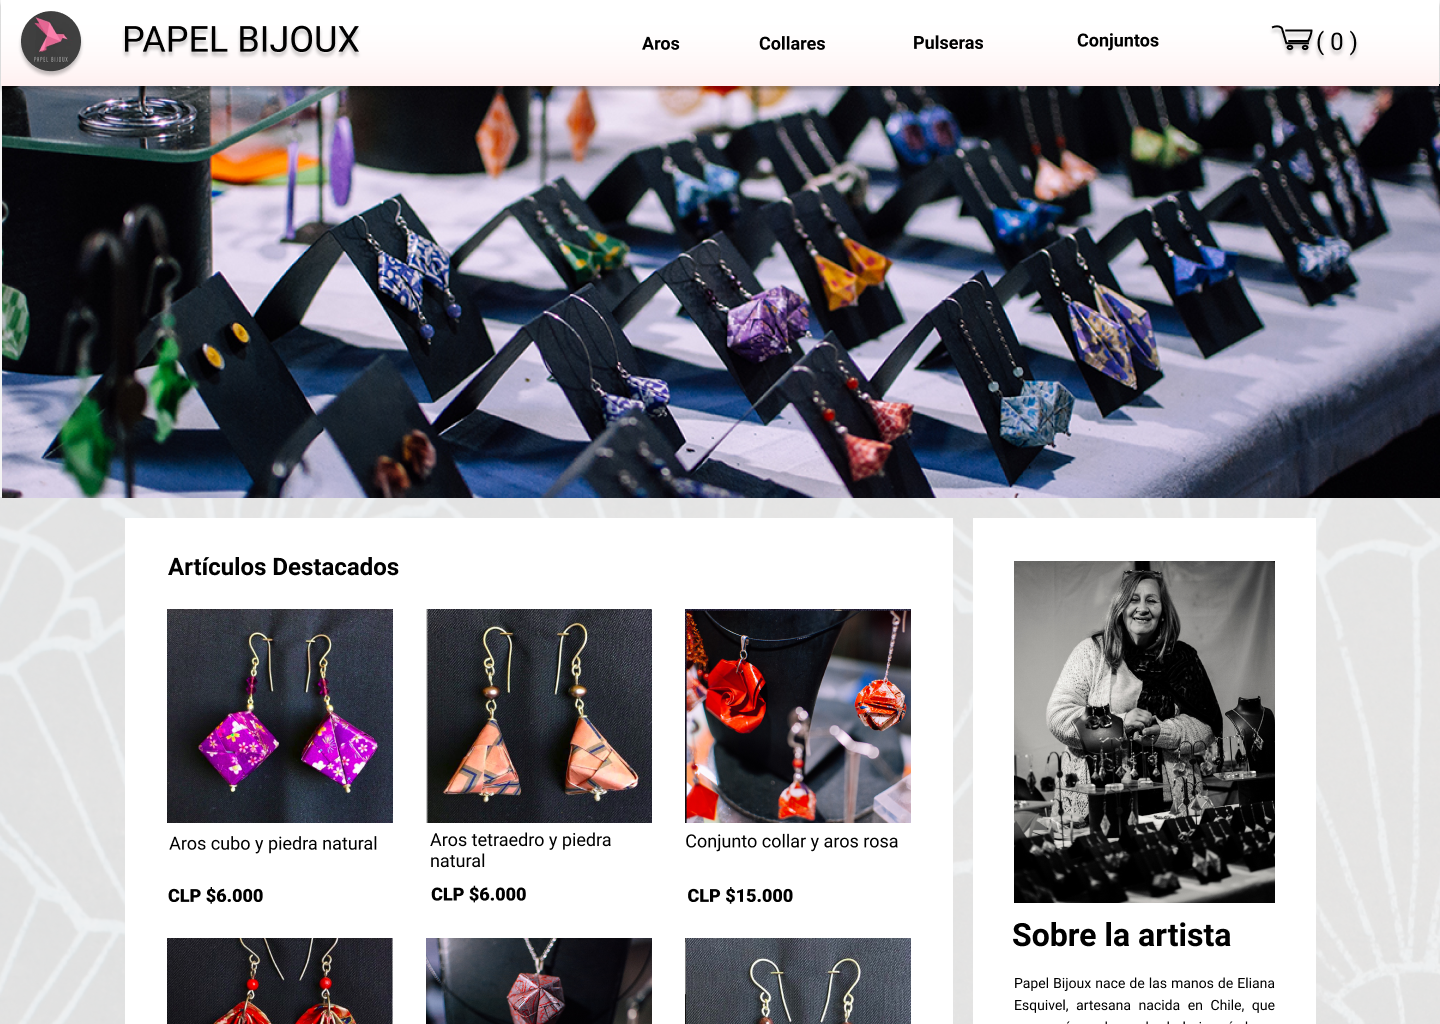 PAPEL BIJOUX
PAPEL BIJOUX
Aros
Collares
Pulseras
Conjuntos
( 0 )
Artículos Destacados
Aros cubo y piedra natural
CLP $6.000
Aros tetraedro y piedra
natural
CLP $6.000
Conjunto collar y aros rosa
CLP $15.000
Sobre la artista
Papel Bijoux nace de las manos de Eliana
Esquivel, artesana nacida en Chile, que